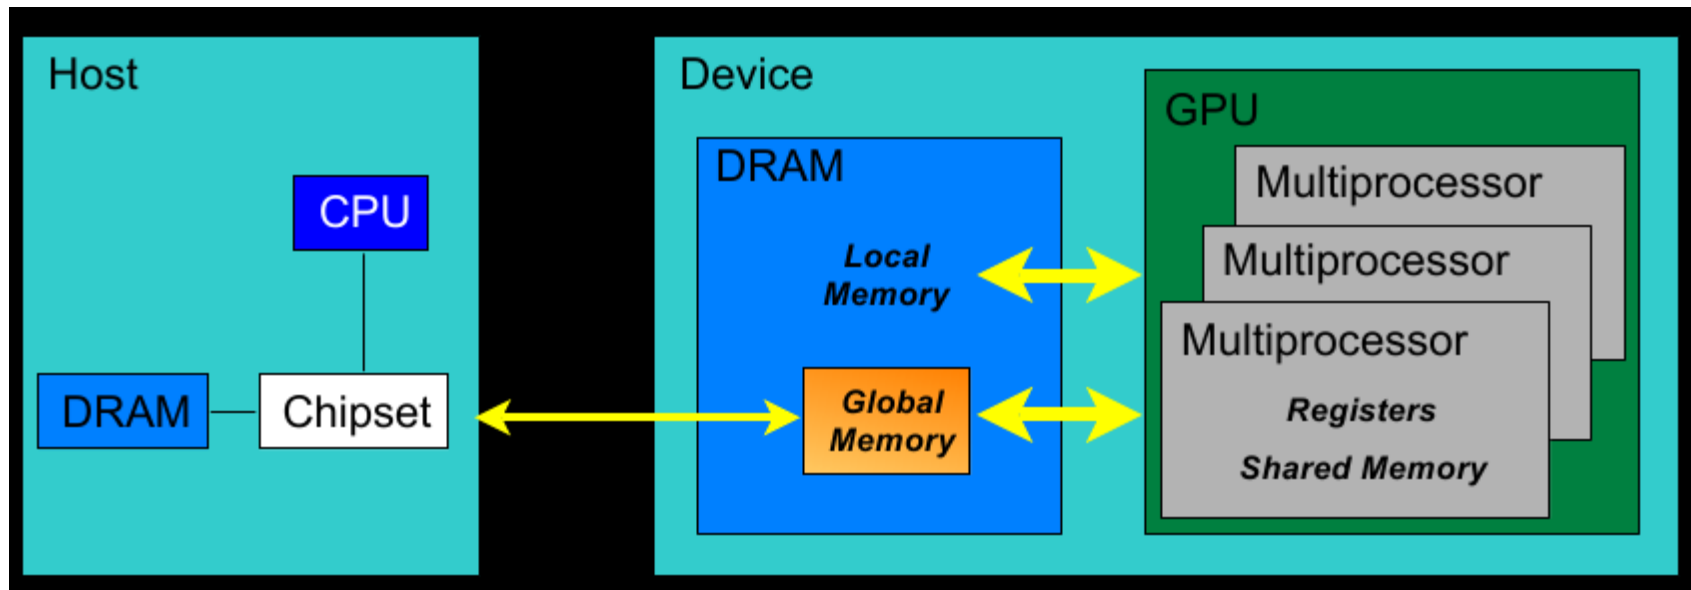 Host
CPU
DRAM
Chipset
Device
DRAM
Local
Memory
Global
Memory
GPU
Multiprocessor
Multiprocessor
Multiprocessor
Registers
Shared Memory